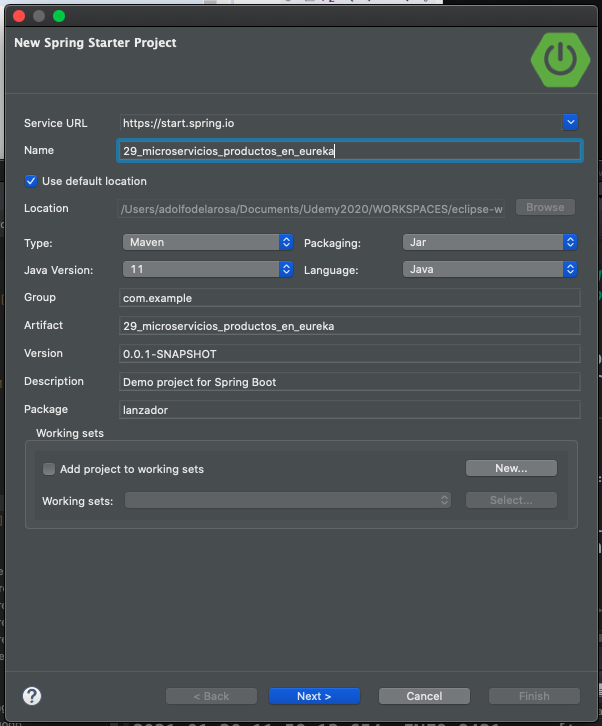 New Spring Starter Project
Service URL https://start.spring.io
Name 29_microservicios_productos_en_eureka
Use default location
Location /Users/adolfodelarosa/Documents/Udemy2020/WORKSPACES/eclipse-w Browse
Type: Maven Packaging: Jar
Java Version: 11 Language: Java
Group com.example
Artifact 29_microservicios_productos_en_eureka
Version 0.0.1-SNAPSHOT
Description Demo project for Spring Boot
Package lanzador
Working sets
Add project to working sets New...
Working sets: Select...
? < Back Next > Cancel Finish